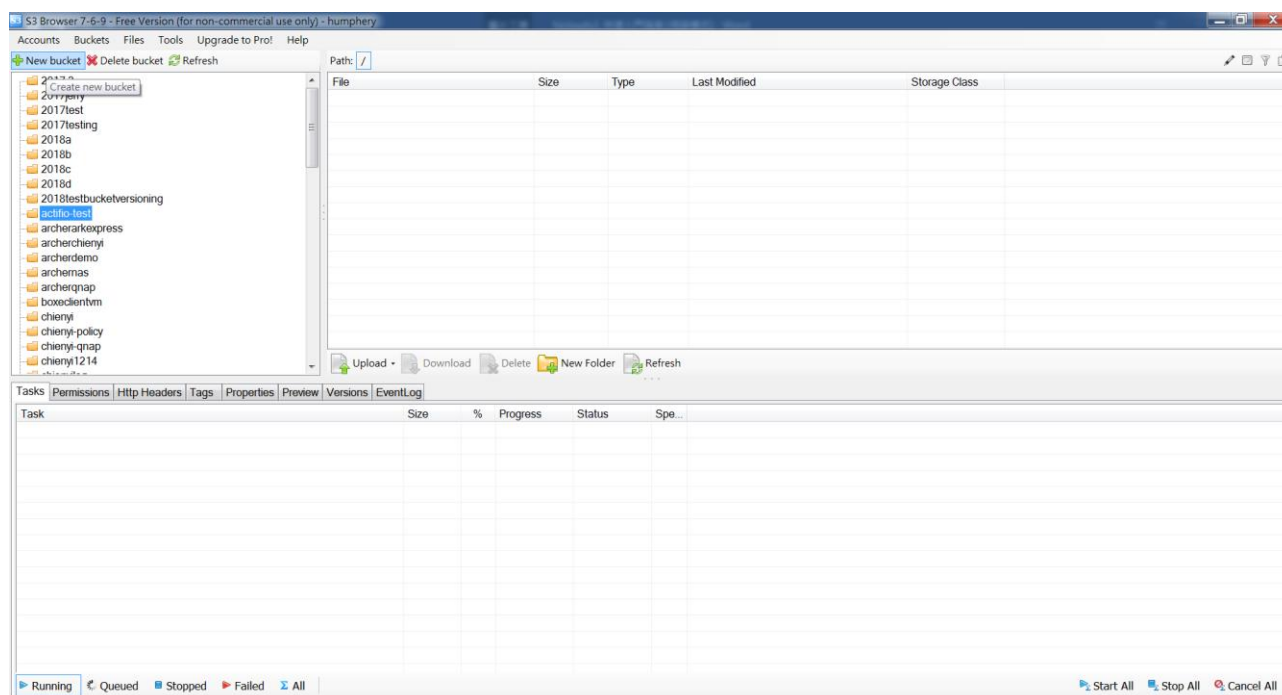 S3 Browser 7-6-9 - Free Version (for non-commercial use only) - humphery
Accounts Buckets Files Tools Upgrade to Pro! Help
New bucket Delete bucket Refresh
Path: /
Create new bucket
2017test
2017testing
2018a
2018b
2018c
2018d
2018testbucketversioning
actifio-test
archerarkexpress
archerchienyi
archerdemo
archernas
archerqnap
boxeclientvm
chienyi
chienyi-policy
chienyi-qnap
chienyi1214
File Size Type Last Modified Storage Class
Upload Download Delete New Folder Refresh
Tasks Permissions Http Headers Tags Properties Preview Versions EventLog
Task Size % Progress Status Spe...
Running Queued Stopped Failed All
Start All Stop All Cancel All